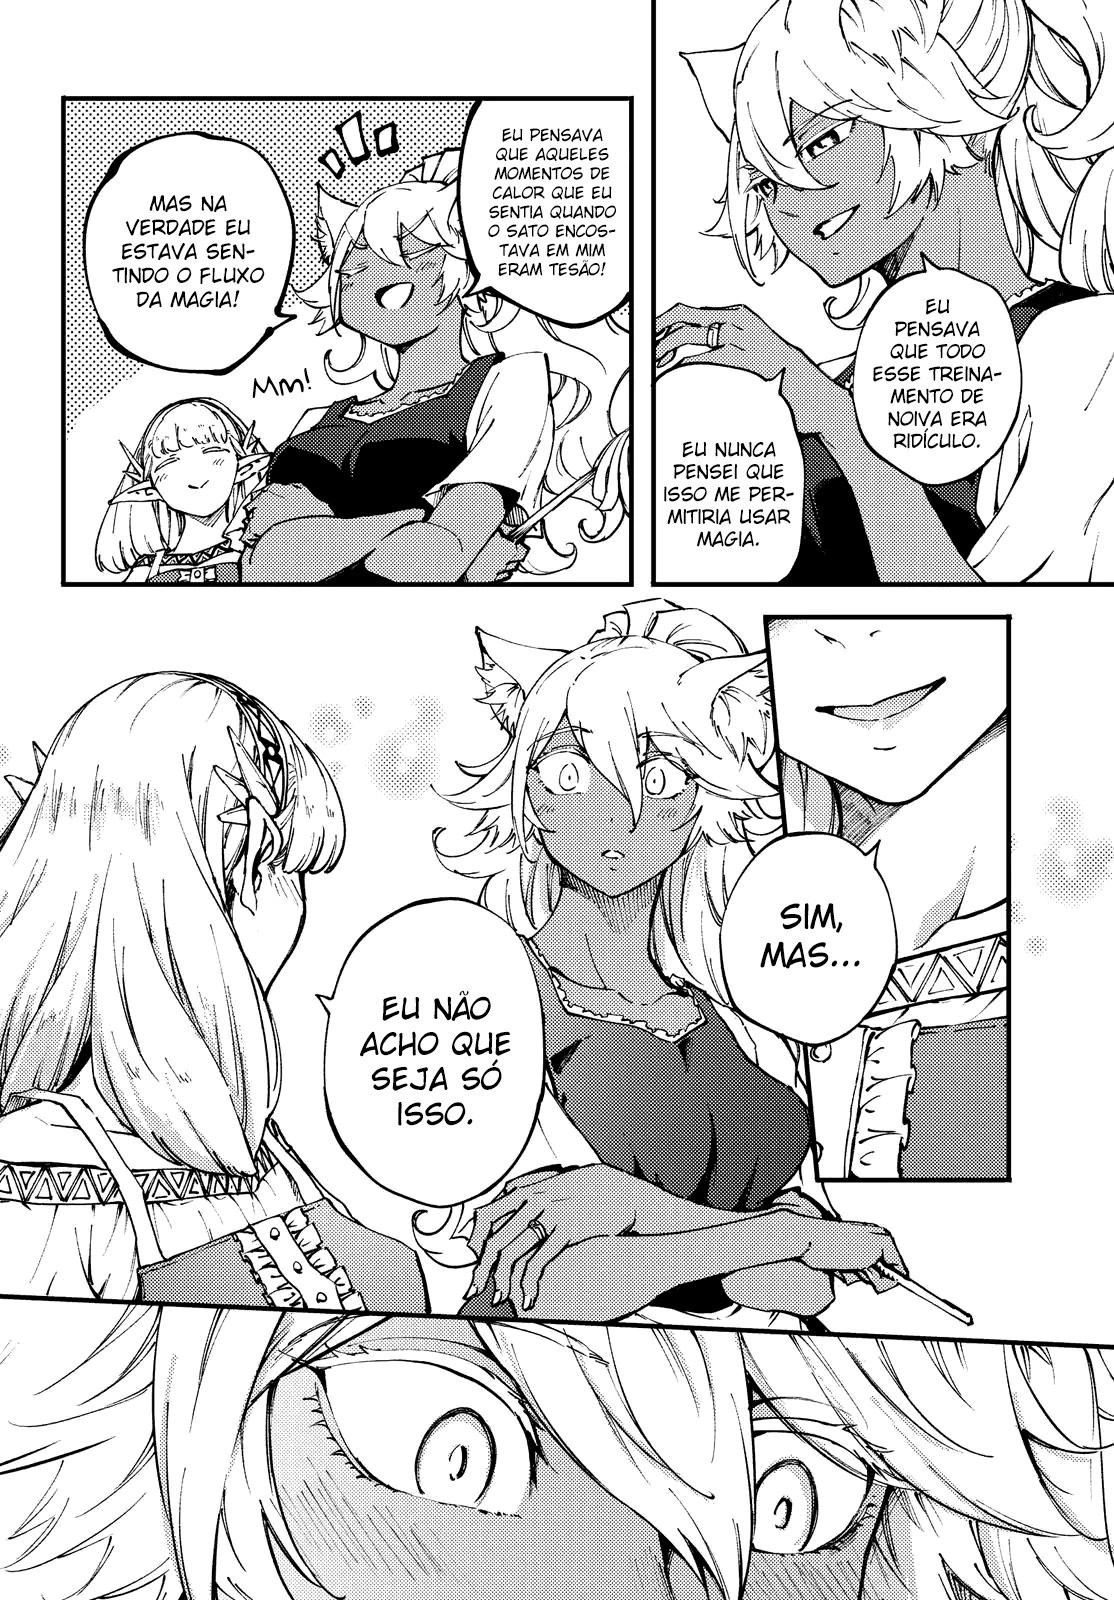 EU
PENSAVA
QUE TODO
ESSE TREINA-
MENTO DE
NOIVA ERA
RIDÍCULO.
EU NUNCA
PENSEI QUE
ISSO ME PER-
MITIRIA USAR
MAGIA.
EU PENSAVA
QUE AQUELES
MOMENTOS DE
CALOR QUE EU
SENTIA QUANDO
O SATO ENCOS-
TAVA EM MIM
ERAM TESÃO!
MAS NA
VERDADE EU
ESTAVA SEN-
TINDO O FLUXO
DA MAGIA!
Mm!
SIM,
MAS...
EU NÃO
ACHO QUE
SEJA SÓ
ISSO.